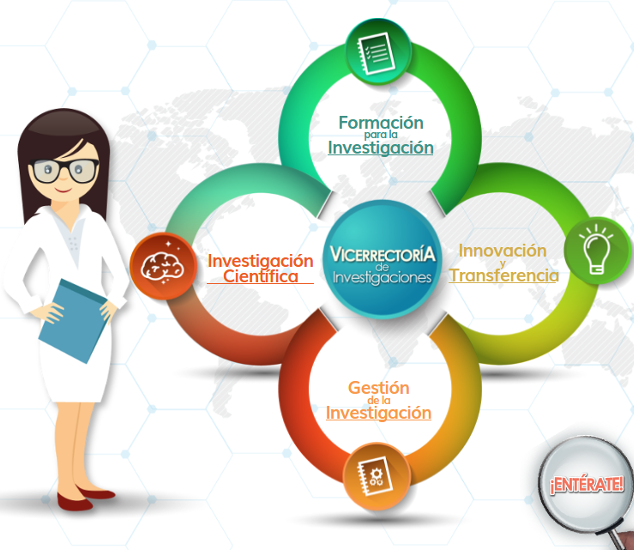 Formación
para la
Investigación
Investigación
Científica
VICERRECTORÍA
de
Investigaciones
Innovación
y
Transferencia
Gestión
de la
Investigación
¡ENTÉRATE!